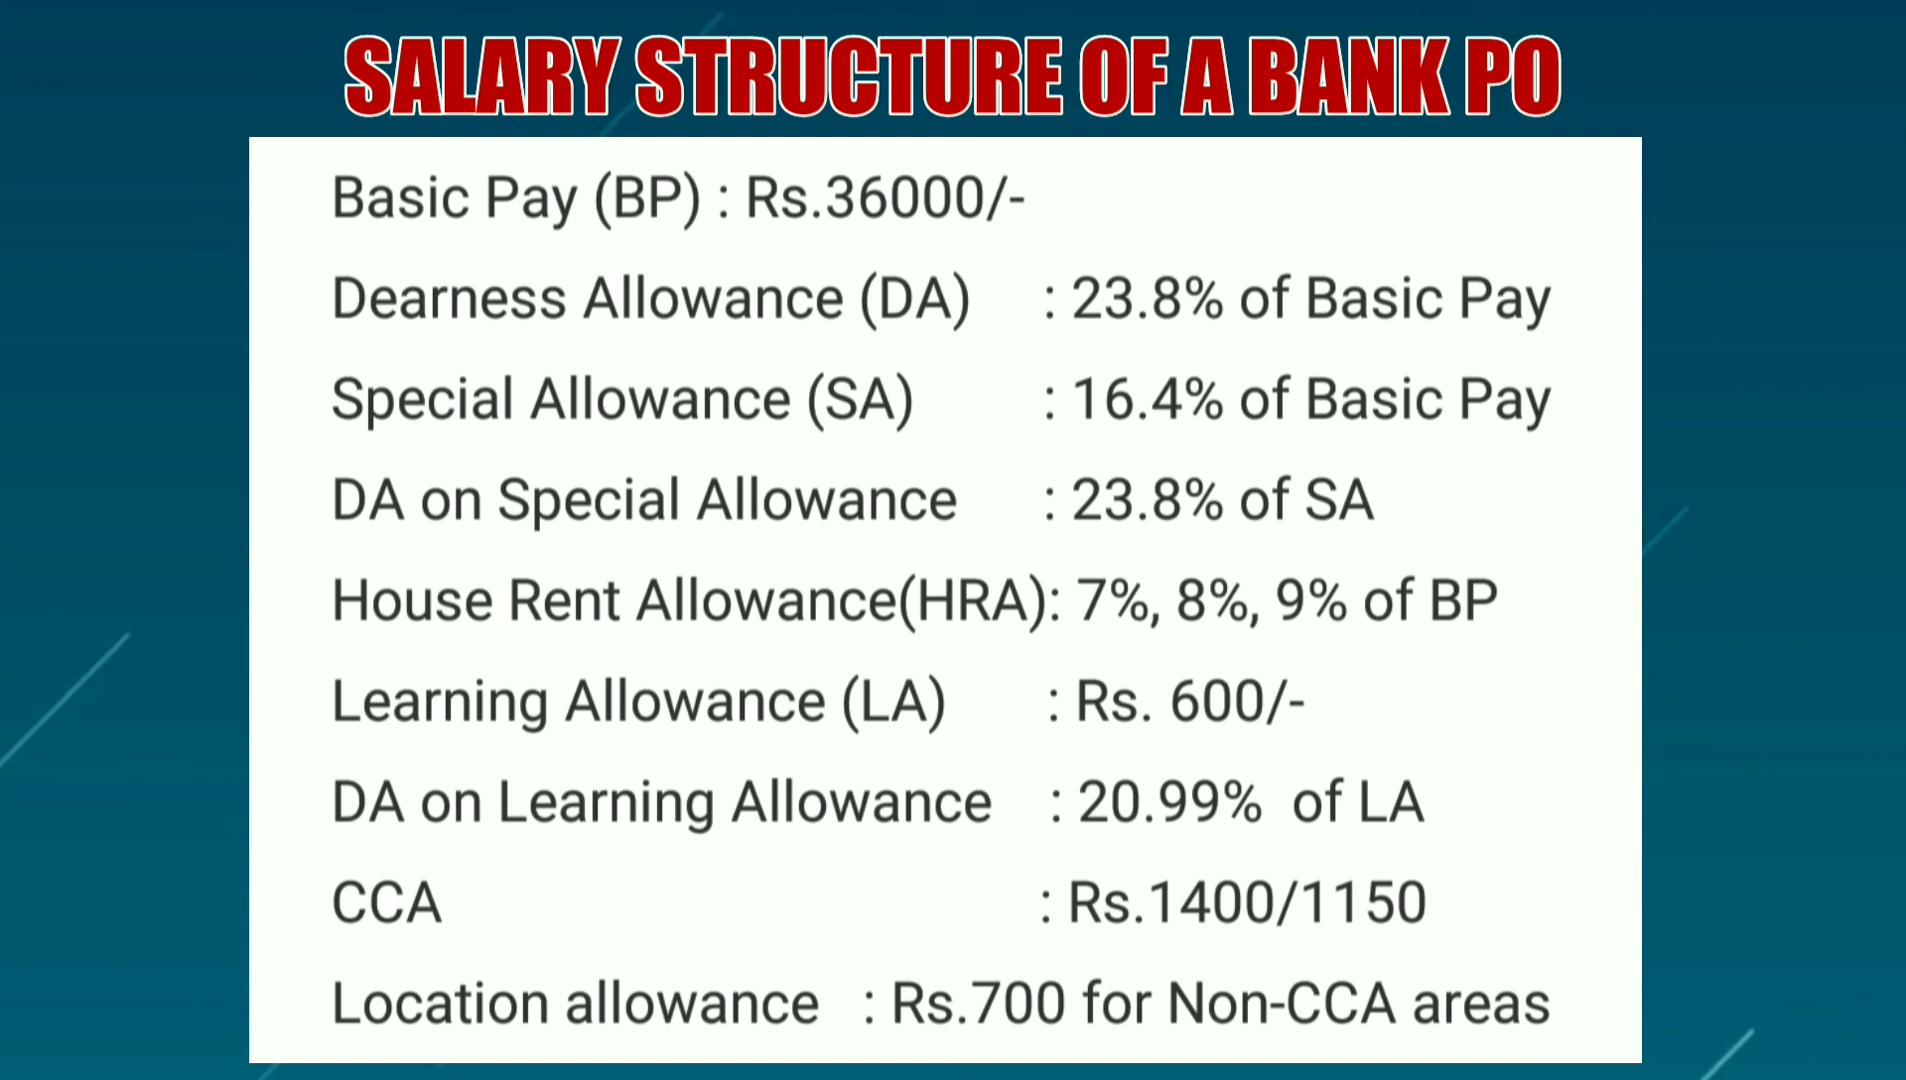 SALARY STRUCTURE OF A BANK PO
Basic Pay (BP) : Rs.36000/-
Dearness Allowance (DA) : 23.8% of Basic Pay
Special Allowance (SA) : 16.4% of Basic Pay
DA on Special Allowance : 23.8% of SA
House Rent Allowance(HRA): 7%, 8%, 9% of BP
Learning Allowance (LA) : Rs. 600/-
DA on Learning Allowance : 20.99% of LA
CCA : Rs.1400/1150
Location allowance : Rs.700 for Non-CCA areas